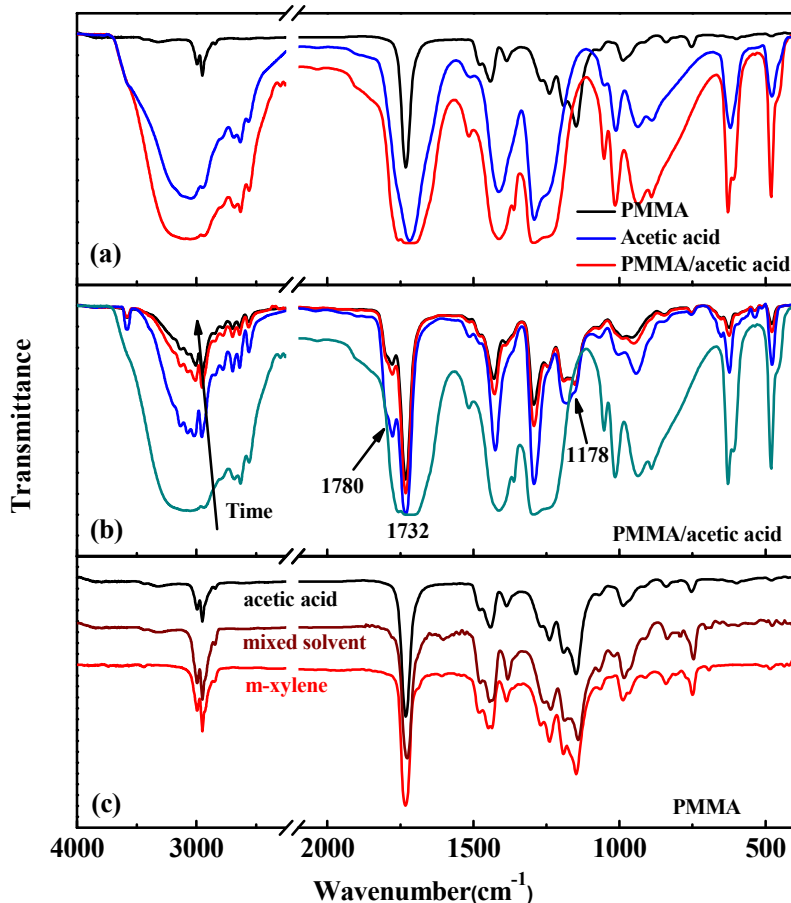 Transmittance
(a)
PMMA
Acetic acid
PMMA/acetic acid
(b)
Time
1780
1732
1178
PMMA/acetic acid
acetic acid
mixed solvent
m-xylene
(c)
PMMA
4000 3000 2000 1500 1000 500
Wavenumber(cm-1)